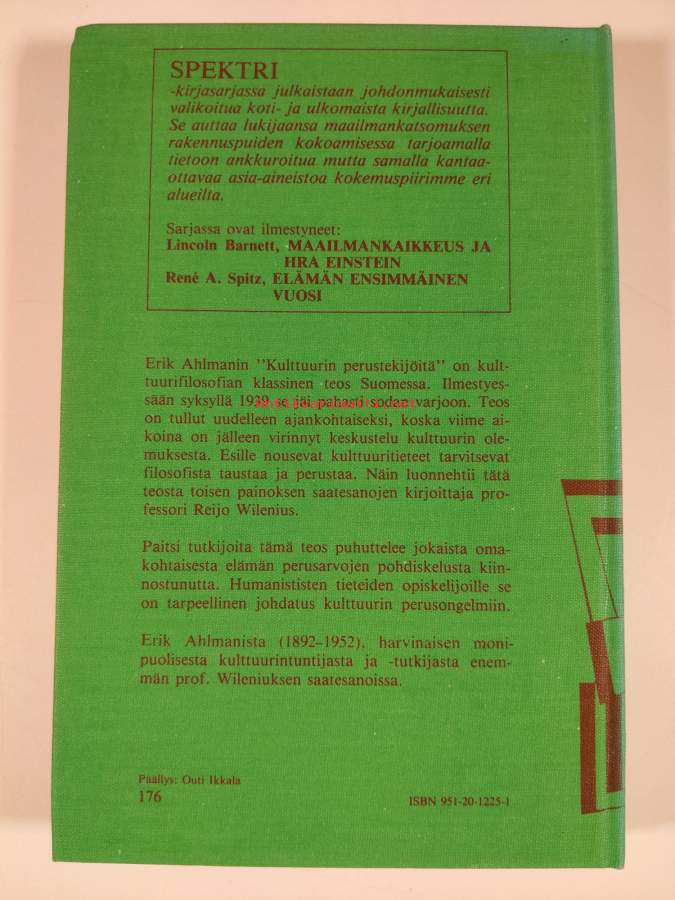 SPEKTRI
-kirjasarjassa julkaistaan johdonmukaisesti
valikoitua koti- ja ulkomaista kirjallisuutta.
Se auttaa lukijaansa maailmankatsomuksen
rakennuspuiden kokoamisessa tarjoamalla
tietoon ankkuroitua mutta samalla kantaa-
ottavaa asia-aineistoa kokemuspiirimme eri
alueilta.
Sarjassa ovat ilmestyneet:
Lincoln Barnett, MAAILMANKAIKKEUS JA
HRA EINSTEIN
René A. Spitz, ELÄMÄN ENSIMMÄINEN
VUOSI
Erik Ahlmanin "Kulttuurin perustekijöitä" on kult-
tuurifilosofian klassinen teos Suomessa. Ilmestyes-
sään syksyllä 1939 se jäi pahasti sodan varjoon. Teos
on tullut uudelleen ajankohtaiseksi, koska viime ai-
koina on jälleen virinnyt keskustelu kulttuurin ole-
muksesta. Esille nousevat kulttuuritieteet tarvitsevat
filosofista taustaa ja perustaa. Näin luonnehtii tätä
teosta toisen painoksen saatesanojen kirjoittaja pro-
fessori Reijo Wilenius.
Paitsi tutkijoita tämä teos puhuttelee jokaista oma-
kohtaisesta elämän perusarvojen pohdiskelusta kiin-
nostunutta. Humanististen tieteiden opiskelijoille se
on tarpeellinen johdatus kulttuurin perusongelmiin.
Erik Ahlmanista (1892–1952), harvinaisen moni-
puolisesta kulttuurintuntijasta ja -tutkijasta enem-
män prof. Wileniuksen saatesanoissa.
Päällys: Outi Ikkala
176
ISBN 951-20-1225-1